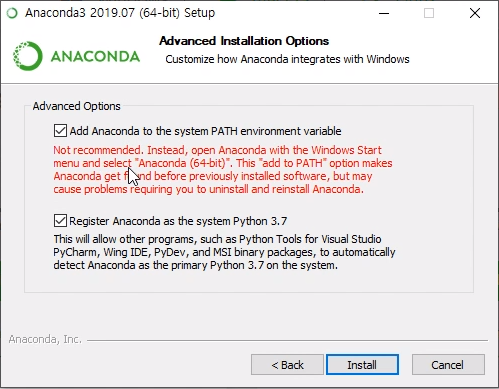 Anaconda3 2019.07 (64-bit) Setup
ANACONDA
Advanced Installation Options
Customize how Anaconda integrates with Windows
Advanced Options
Add Anaconda to the system PATH environment variable
Not recommended. Instead, open Anaconda with the Windows Start
menu and select "Anaconda (64-bit)". This "add to PATH" option makes
Anaconda get found before previously installed software, but may
cause problems requiring you to uninstall and reinstall Anaconda.
Register Anaconda as the system Python 3.7
This will allow other programs, such as Python Tools for Visual Studio
PyCharm, Wing IDE, PyDev, and MSI binary packages, to automatically
detect Anaconda as the primary Python 3.7 on the system.
Anaconda, Inc.
< Back
Install
Cancel